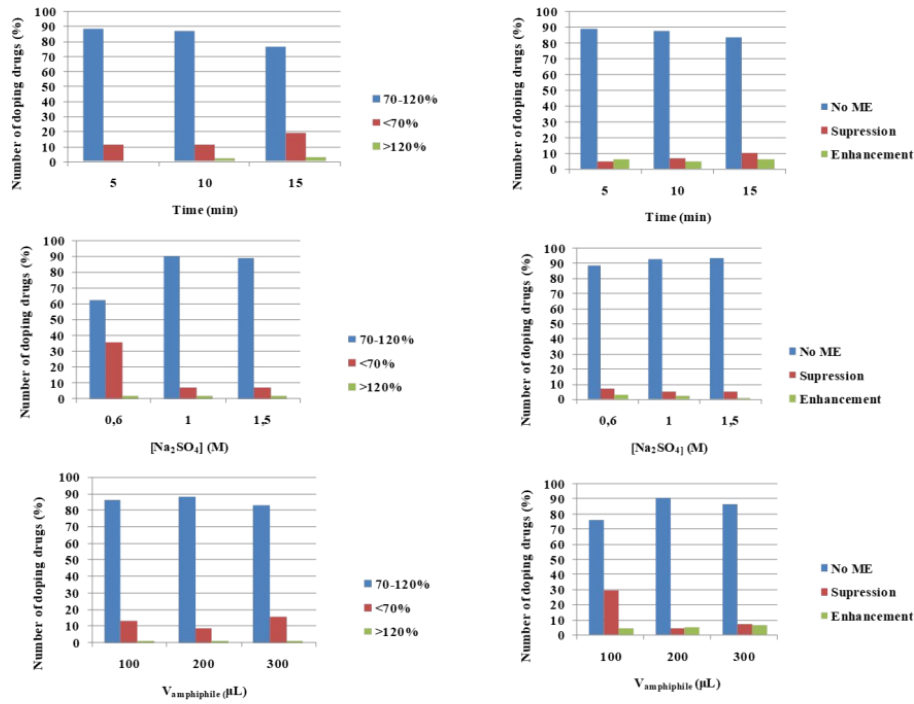 Number of doping drugs (%)
100
90
80
70
60
50
40
30
20
10
0
5 10 15
Time (min)
70-120%
<70%
>120%
Number of doping drugs (%)
100
90
80
70
60
50
40
30
20
10
0
5 10 15
Time (min)
No ME
Supression
Enhancement
Number of doping drugs (%)
100
90
80
70
60
50
40
30
20
10
0
0,6 1 1,5
[Na₂SO₄] (M)
70-120%
<70%
>120%
Number of doping drugs (%)
100
90
80
70
60
50
40
30
20
10
0
0,6 1 1,5
[Na₂SO₄] (M)
No ME
Supression
Enhancement
Number of doping drugs (%)
100
90
80
70
60
50
40
30
20
10
0
100 200 300
V amphiphile (µL)
70-120%
<70%
>120%
Number of doping drugs (%)
100
90
80
70
60
50
40
30
20
10
0
100 200 300
V amphiphile (µL)
No ME
Supression
Enhancement